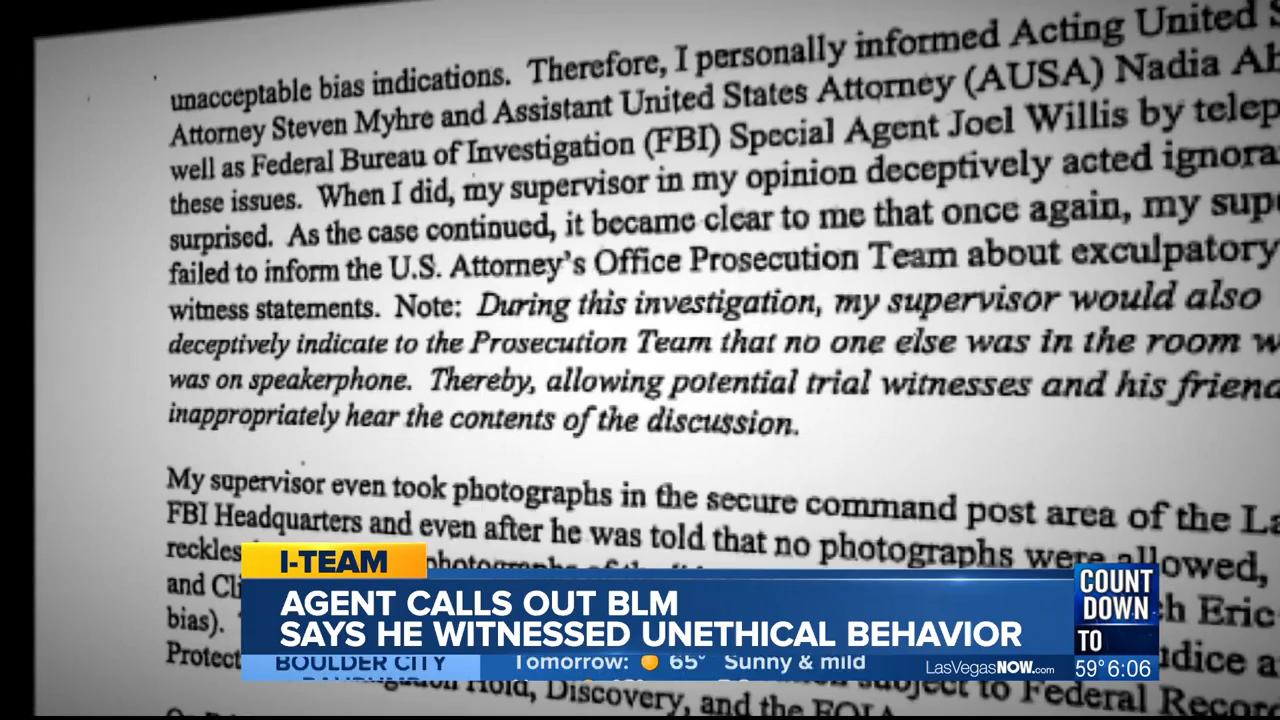 unacceptable bias indications. Therefore, I personally informed Acting United
Attorney Steven Myhre and Assistant United States Attorney (AUSA) Nadia
well as Federal Bureau of Investigation (FBI) Special Agent Joel Willis by
these issues. When I did, my supervisor in my opinion deceptively acted
surprised. As the case continued, it became clear to me that once again, my
failed to inform the U.S. Attorney's Office Prosecution Team about exculpatory
witness statements. Note: During this investigation, my supervisor would also
deceptively indicate to the Prosecution Team that no one else was in the room
was on speakerphone. Thereby, allowing potential trial witnesses and his
inappropriately hear the contents of the discussion.
My supervisor even took photographs in the secure command post area of the
FBI Headquarters and even after he was told that no photographs were allowed,
and
Eric
bias).
I-TEAM
AGENT CALLS OUT BLM
SAYS HE WITNESSED UNETHICAL BEHAVIOR
COUNT
DOWN
TO
BOULDER CITY
Tomorrow: 65° Sunny & mild
LasVegasNOW.com
59° 6:06
subject to Federal
Hold, Discovery, and the FOIA